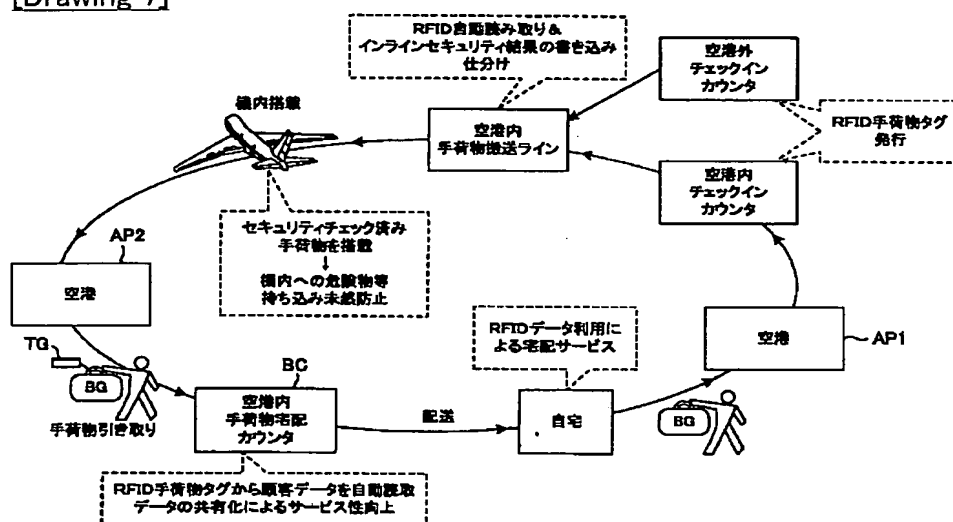 [Drawing 7]
RFID自動読み取り&
インラインセキュリティ結果の書き込み
仕分け
空港外
チェックイン
カウンタ
機内搭載
空港内
手荷物搬送ライン
RFID手荷物タグ
発行
空港内
チェックイン
カウンタ
セキュリティチェック済み
手荷物を搭載
↓
機内への危険物等
持ち込み未然防止
AP2
空港
RFIDデータ利用に
よる宅配サービス
空港
AP1
TG
BG
手荷物引き取り
BC
空港内
手荷物宅配
カウンタ
配送
自宅
BG
RFID手荷物タグから顧客データを自動読取
データの共有化によるサービス性向上